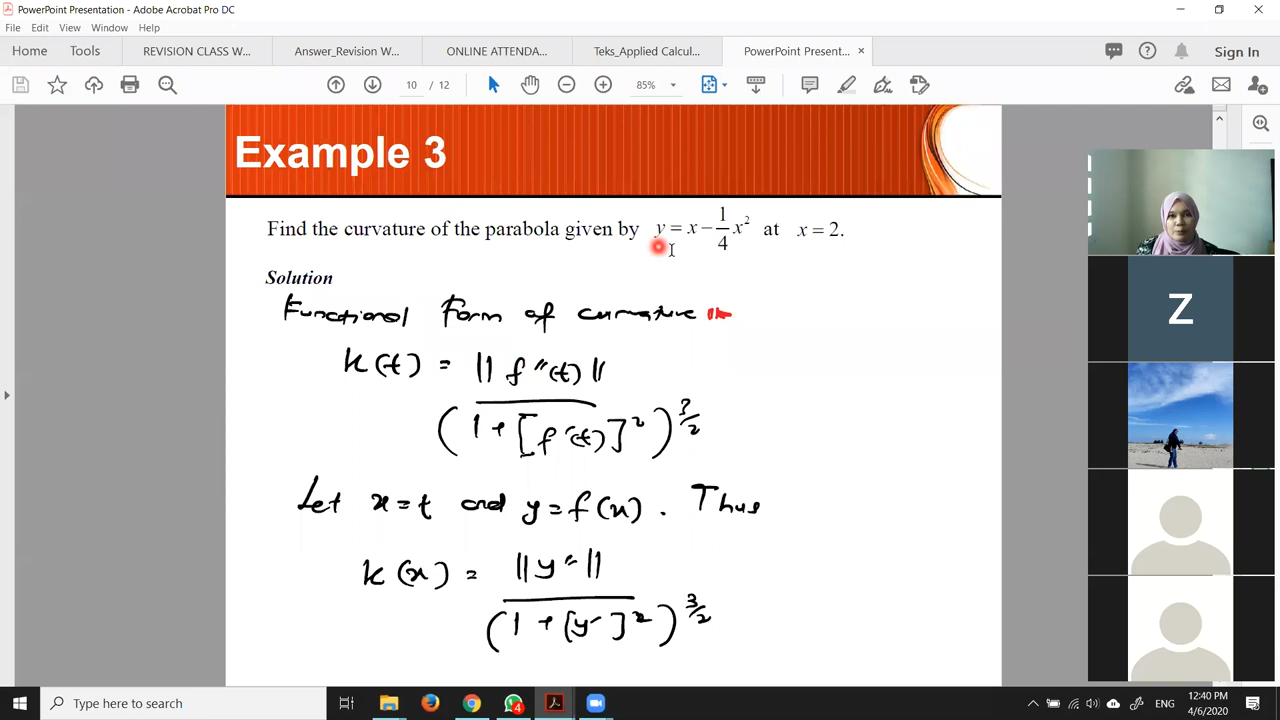 PowerPoint Presentation - Adobe Acrobat Pro DC
File Edit View Window Help
Home Tools REVISION CLASS W... Answer_Revision W... ONLINE ATTENDA... Teks_Applied Calcul... PowerPoint Present... × Sign In
10 / 12 85%
Example 3
Find the curvature of the parabola given by y = x − 1/4 x² at x = 2.
Solution
Functional Form of curvature
K(t) = || f″(t) || / (1 + [f′(t)]²)^3/2
Let x = t and y = f(x). Thus
K(x) = || y″ || / (1 + [y′]²)^3/2
Z
Type here to search
ENG
12:40 PM
4/6/2020